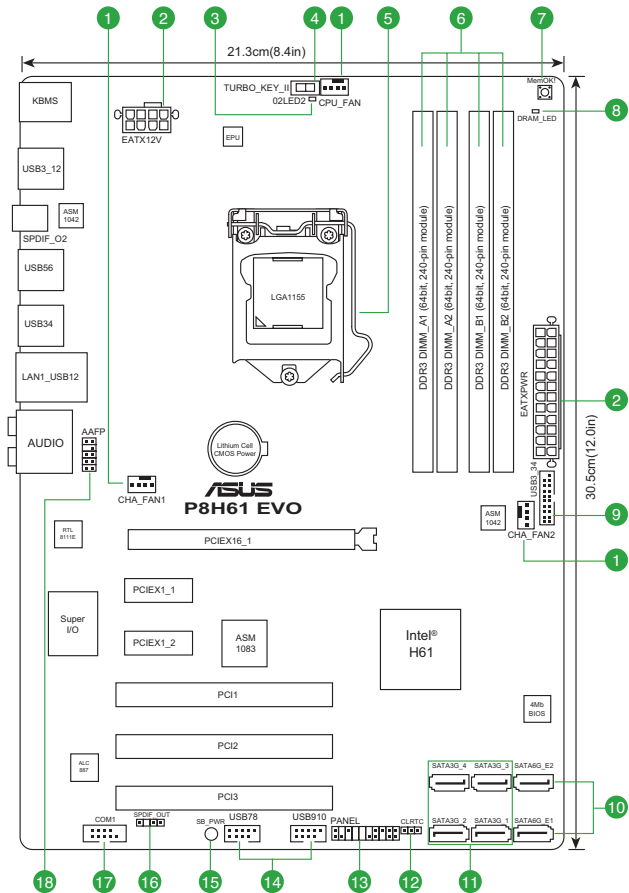 1
2
3
4
1
5
6
7
21.3cm(8.4in)
KBMS
EATX12V
TURBO_KEY_II
02LED2
CPU_FAN
MemOK!
DRAM_LED
8
EPU
USB3_12
ASM
1042
SPDIF_O2
USB56
USB34
LAN1_USB12
AUDIO
AAFP
LGA1155
DDR3 DIMM_A1 (64bit, 240-pin module)
DDR3 DIMM_A2 (64bit, 240-pin module)
DDR3 DIMM_B1 (64bit, 240-pin module)
DDR3 DIMM_B2 (64bit, 240-pin module)
EATXPWR
2
30.5cm(12.0in)
Lithium Cell
CMOS Power
CHA_FAN1
ASUS
P8H61 EVO
USB3_34
ASM
1042
CHA_FAN2
9
1
RTL
8111E
PCIEX16_1
PCIEX1_1
PCIEX1_2
Super
I/O
ASM
1083
Intel®
H61
PCI1
PCI2
PCI3
4Mb
BIOS
ALC
887
SATA3G_4
SATA3G_3
SATA6G_E2
SATA3G_2
SATA3G_1
SATA6G_E1
10
COM1
SPDIF_OUT
SB_PWR
USB78
USB910
PANEL
CLRTC
18
17
16
15
14
13
12
11